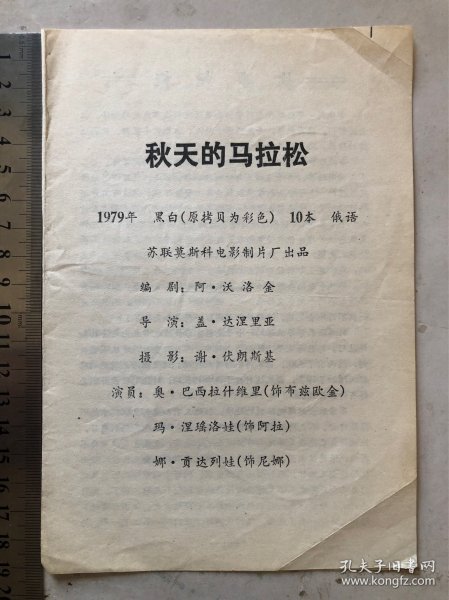 秋天的马拉松
1979年 黑白(原拷贝为彩色) 10本 俄语
苏联莫斯科电影制片厂出品
编 剧：阿·沃洛金
导 演：盖·达涅里亚
摄 影：谢·伏朗斯基
演员：奥·巴西拉什维里(饰布兹欧金)
玛·涅瑶洛娃(饰阿拉)
娜·贡达列娃(饰尼娜)
孔夫子旧书网
www.kongfz.com